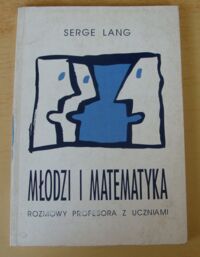 SERGE LANG
MŁODZI I MATEMATYKA
ROZMOWY PROFESORA Z UCZNIAMI